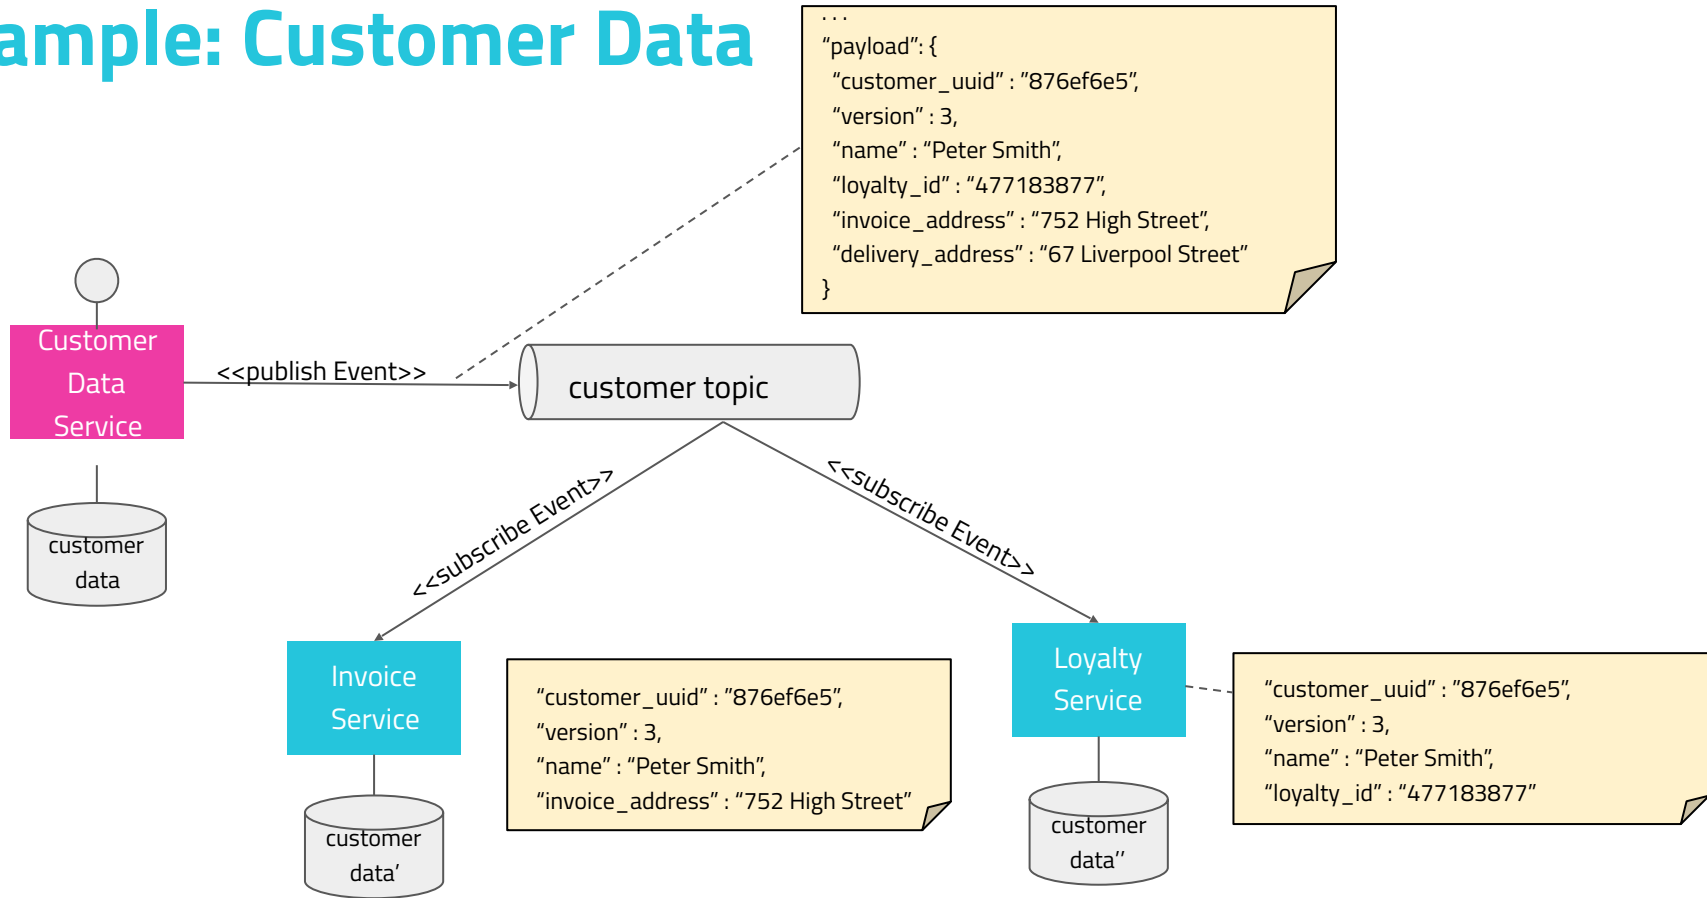 ample: Customer Data
. . .
“payload”: {
“customer_uuid” : ”876ef6e5”,
“version” : 3,
“name” : “Peter Smith”,
“loyalty_id” : “477183877”,
“invoice_address” : “752 High Street”,
“delivery_address” : “67 Liverpool Street”
}
Customer
Data
Service
<<publish Event>>
customer topic
customer
data
<<subscribe Event>>
<<subscribe Event>>
Invoice
Service
“customer_uuid” : ”876ef6e5”,
“version” : 3,
“name” : “Peter Smith”,
“invoice_address” : “752 High Street”
customer
data’
Loyalty
Service
“customer_uuid” : ”876ef6e5”,
“version” : 3,
“name” : “Peter Smith”,
“loyalty_id” : “477183877”
customer
data’’